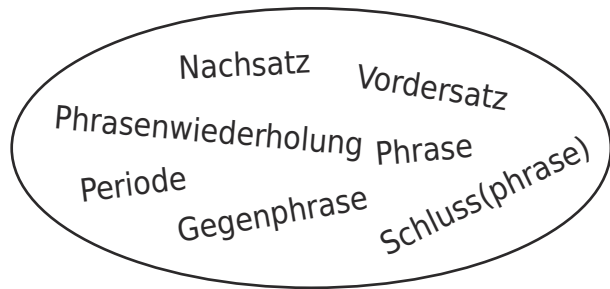 Nachsatz
Vordersatz
Phrasenwiederholung
Phrase
Periode
Gegenphrase
Schluss(phrase)